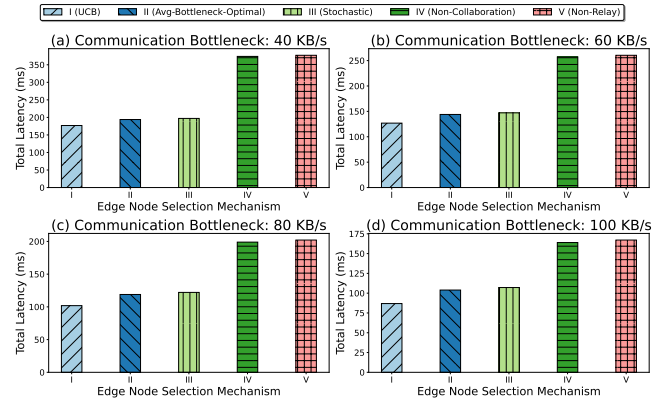 I (UCB) II (Avg-Bottleneck-Optimal) III (Stochastic) IV (Non-Collaboration) V (Non-Relay)
(a) Communication Bottleneck: 40 KB/s
Total Latency (ms)
350
300
250
200
150
100
50
0
I II III IV V
Edge Node Selection Mechanism
(b) Communication Bottleneck: 60 KB/s
Total Latency (ms)
250
200
150
100
50
0
I II III IV V
Edge Node Selection Mechanism
(c) Communication Bottleneck: 80 KB/s
Total Latency (ms)
200
150
100
50
0
I II III IV V
Edge Node Selection Mechanism
(d) Communication Bottleneck: 100 KB/s
Total Latency (ms)
175
150
125
100
75
50
25
0
I II III IV V
Edge Node Selection Mechanism